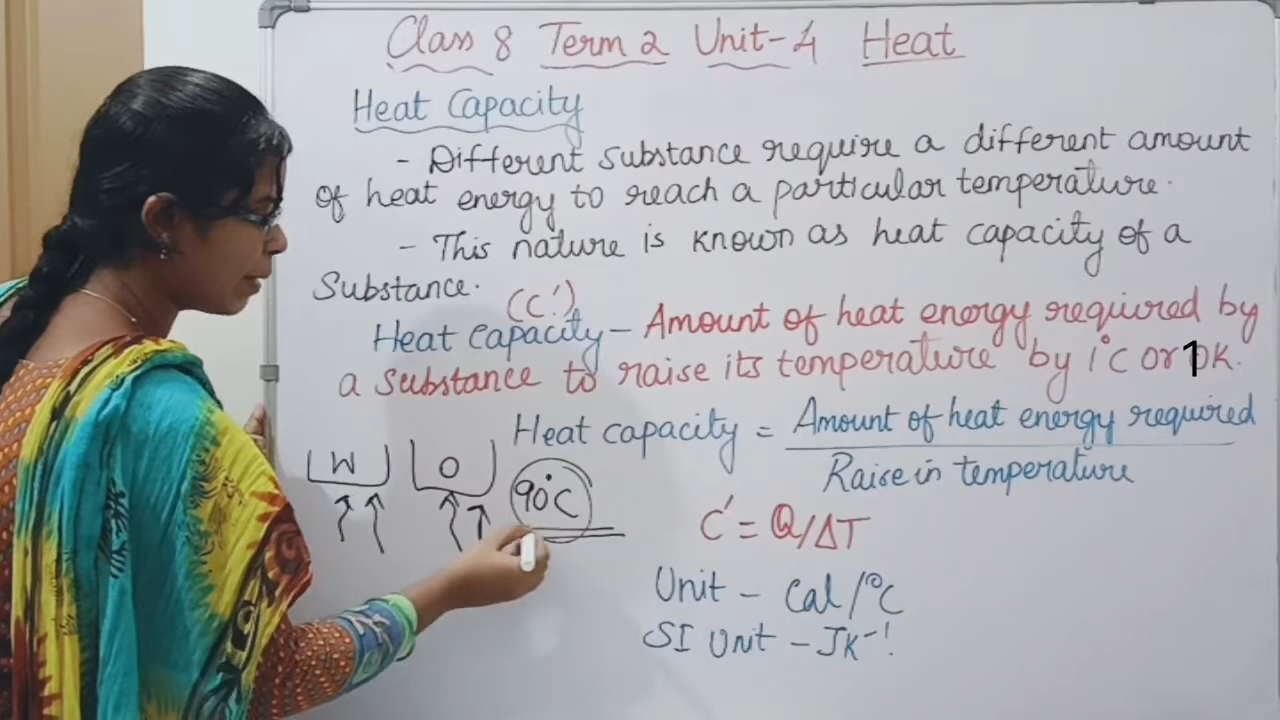 Class 8 Term 2 Unit-4 Heat
Heat Capacity
- Different substance require a different amount
of heat energy to reach a particular temperature.
- This nature is known as heat capacity of a
Substance.
(C')
Heat capacity - Amount of heat energy required by
a substance to raise its temperature by 1°C or 1K.
Heat capacity = Amount of heat energy required
Raise in temperature
W O 90°C
C' = Q/ΔT
Unit - Cal/°C
SI Unit - JK⁻¹